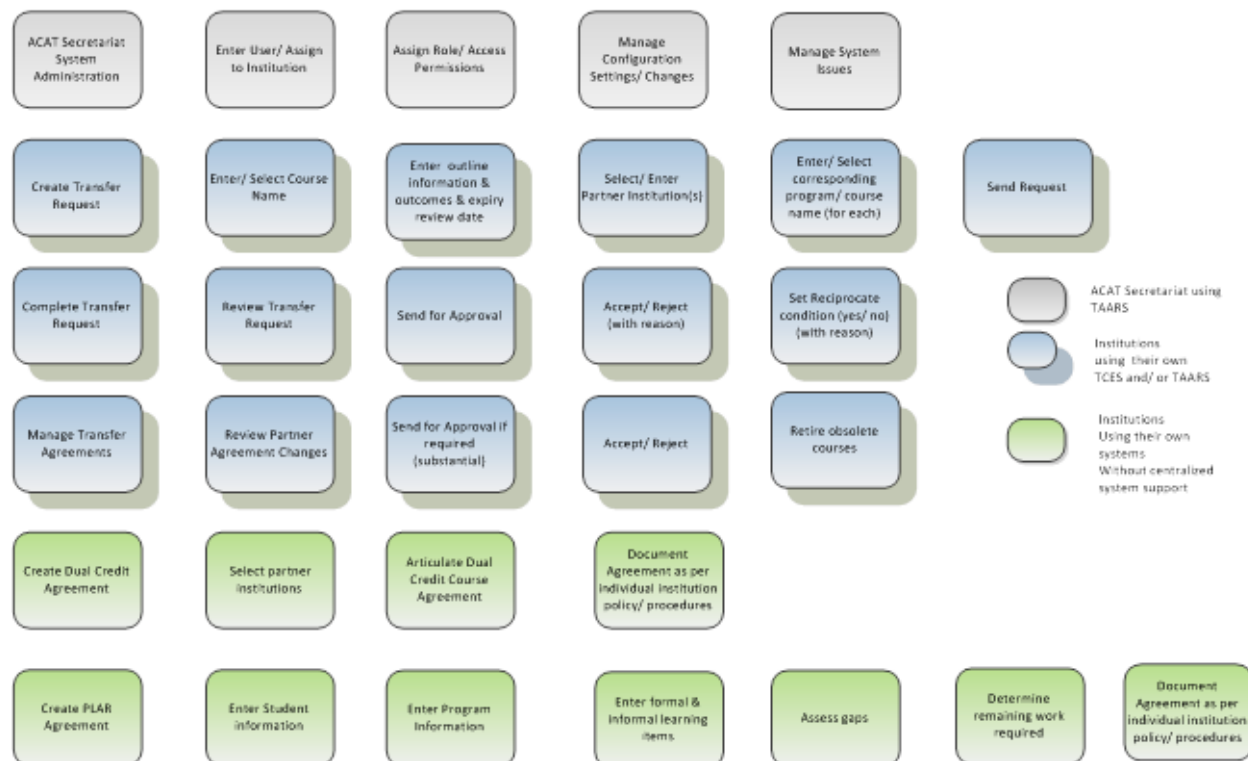 ACAT Secretariat
System
Administration
Enter User/ Assign
to Institution
Assign Role/ Access
Permissions
Manage
Configuration
Settings/ Changes
Manage System
Issues
Create Transfer
Request
Enter/ Select Course
Name
Enter outline
information &
outcomes & expiry
review date
Select/ Enter
Partner Institution(s)
Enter/ Select
corresponding
program/ course
name (for each)
Send Request
Complete Transfer
Request
Review Transfer
Request
Send for Approval
Accept/ Reject
(with reason)
Set Reciprocate
condition (yes/ no)
(with reason)
ACAT Secretariat using
TAARS
Institutions
using their own
TCES and/ or TAARS
Manage Transfer
Agreements
Review Partner
Agreement Changes
Send for Approval if
required
(substantial)
Accept/ Reject
Retire obsolete
courses
Institutions
Using their own
systems
Without centralized
system support
Create Dual Credit
Agreement
Select partner
institutions
Articulate Dual
Credit Course
Agreement
Document
Agreement as per
individual institution
policy/ procedures
Create PLAR
Agreement
Enter Student
information
Enter Program
Information
Enter formal &
informal learning
items
Assess gaps
Determine
remaining work
required
Document
Agreement as per
individual institution
policy/ procedures